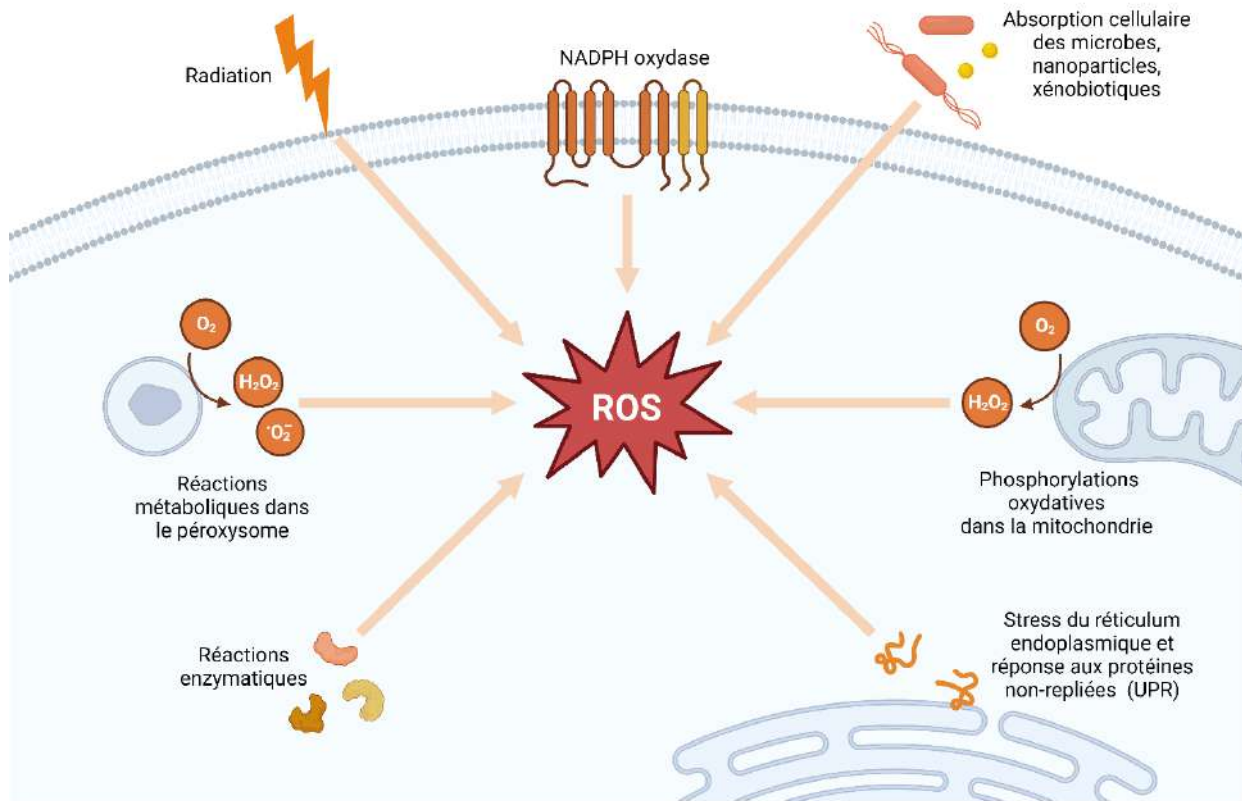 Radiation
NADPH oxydase
Absorption cellulaire
des microbes,
nanoparticles,
xénobiotiques
O₂
H₂O₂
·O₂⁻
Réactions
métaboliques dans
le péroxysome
ROS
O₂
H₂O₂
Phosphorylations
oxydatives
dans la mitochondrie
Réactions
enzymatiques
Stress du réticulum
endoplasmique et
réponse aux protéines
non-repliées (UPR)